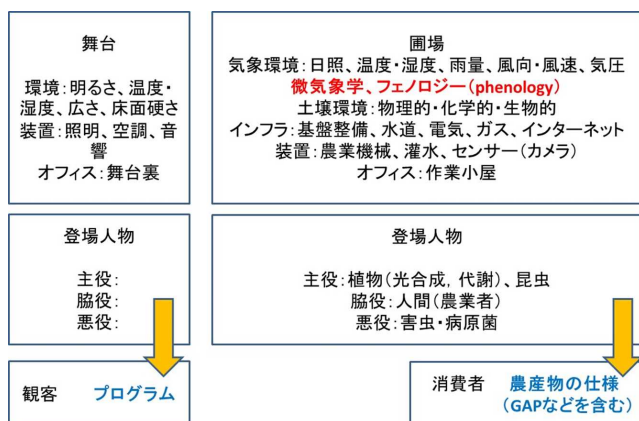 舞台
環境：明るさ、温度・
湿度、広さ、床面硬さ
装置：照明、空調、音
響
オフィス：舞台裏
圃場
気象環境：日照、温度・湿度、雨量、風向・風速、気圧
微気象学、フェノロジー（phenology）
土壌環境：物理的・化学的・生物的
インフラ：基盤整備、水道、電気、ガス、インターネット
装置：農業機械、灌水、センサー（カメラ）
オフィス：作業小屋
登場人物
主役：
脇役：
悪役：
登場人物
主役：植物（光合成，代謝）、昆虫
脇役：人間（農業者）
悪役：害虫・病原菌
観客 プログラム
消費者 農産物の仕様
（GAPなどを含む）